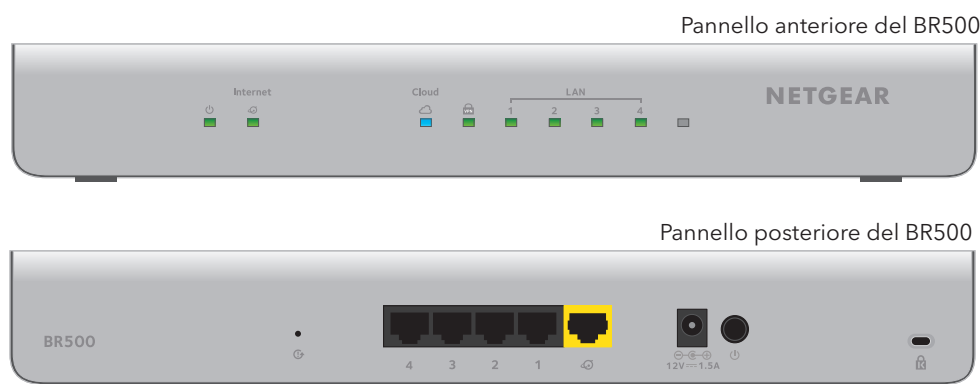 Pannello anteriore del BR500
Internet
Cloud
LAN
1 2 3 4
NETGEAR
Pannello posteriore del BR500
BR500
4 3 2 1
12V⎓1.5A